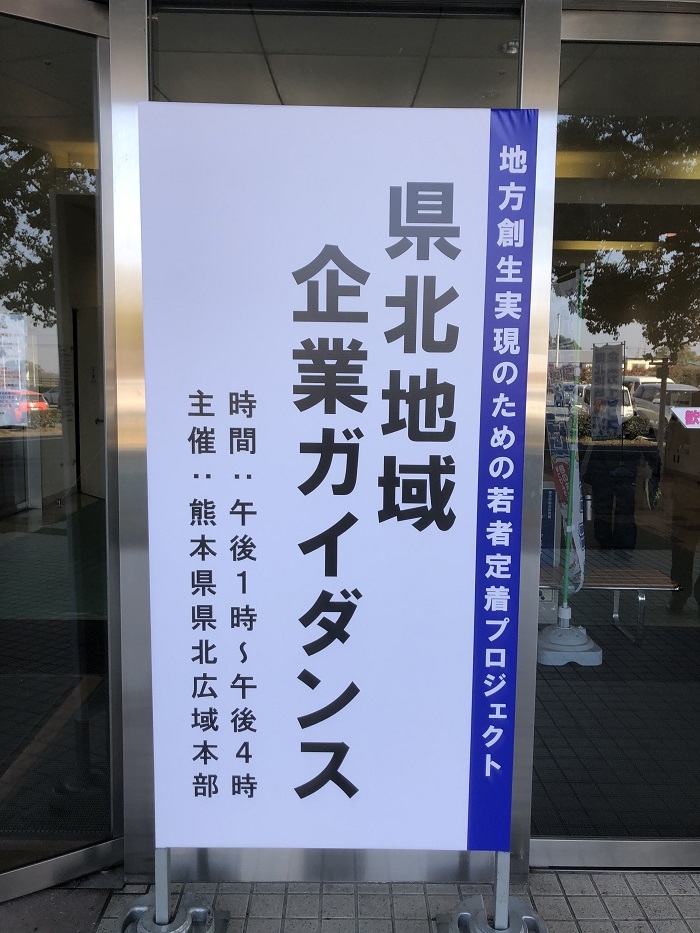 地方創生実現のための若者定着プロジェクト
県北地域
企業ガイダンス
時間：午後1時～午後4時
主催：熊本県県北広域本部
歓